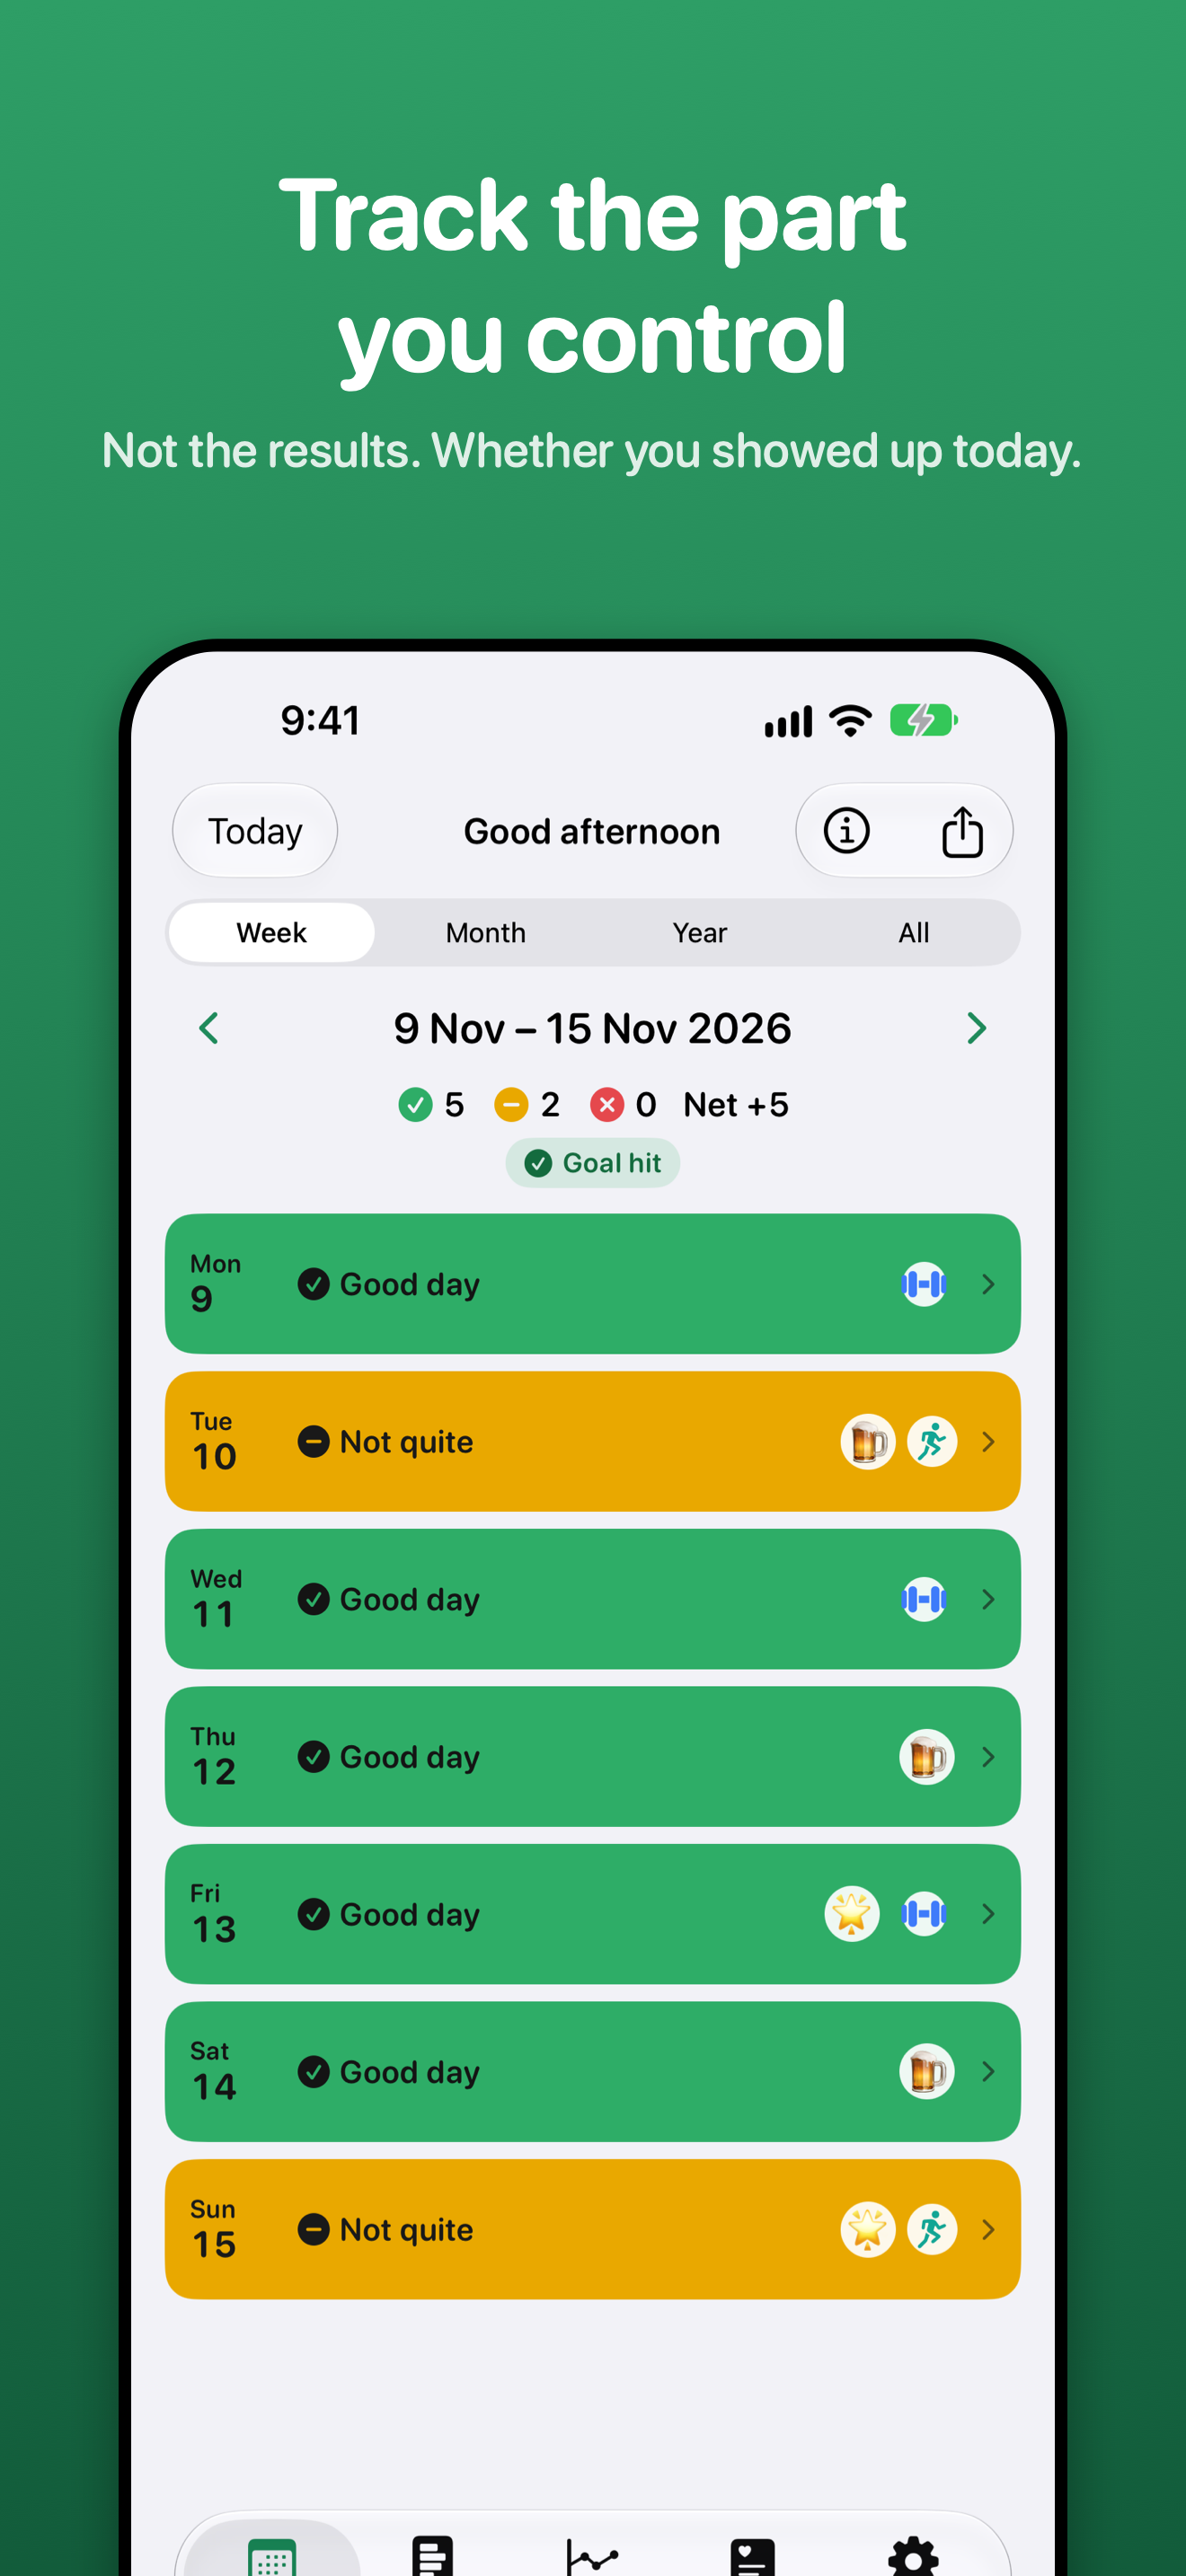 Track the part
you control
Not the results. Whether you showed up today.
9:41
Today
Good afternoon
Week Month Year All
9 Nov – 15 Nov 2026
5 2 0 Net +5
Goal hit
Mon
9
Good day
Tue
10
Not quite
Wed
11
Good day
Thu
12
Good day
Fri
13
Good day
Sat
14
Good day
Sun
15
Not quite